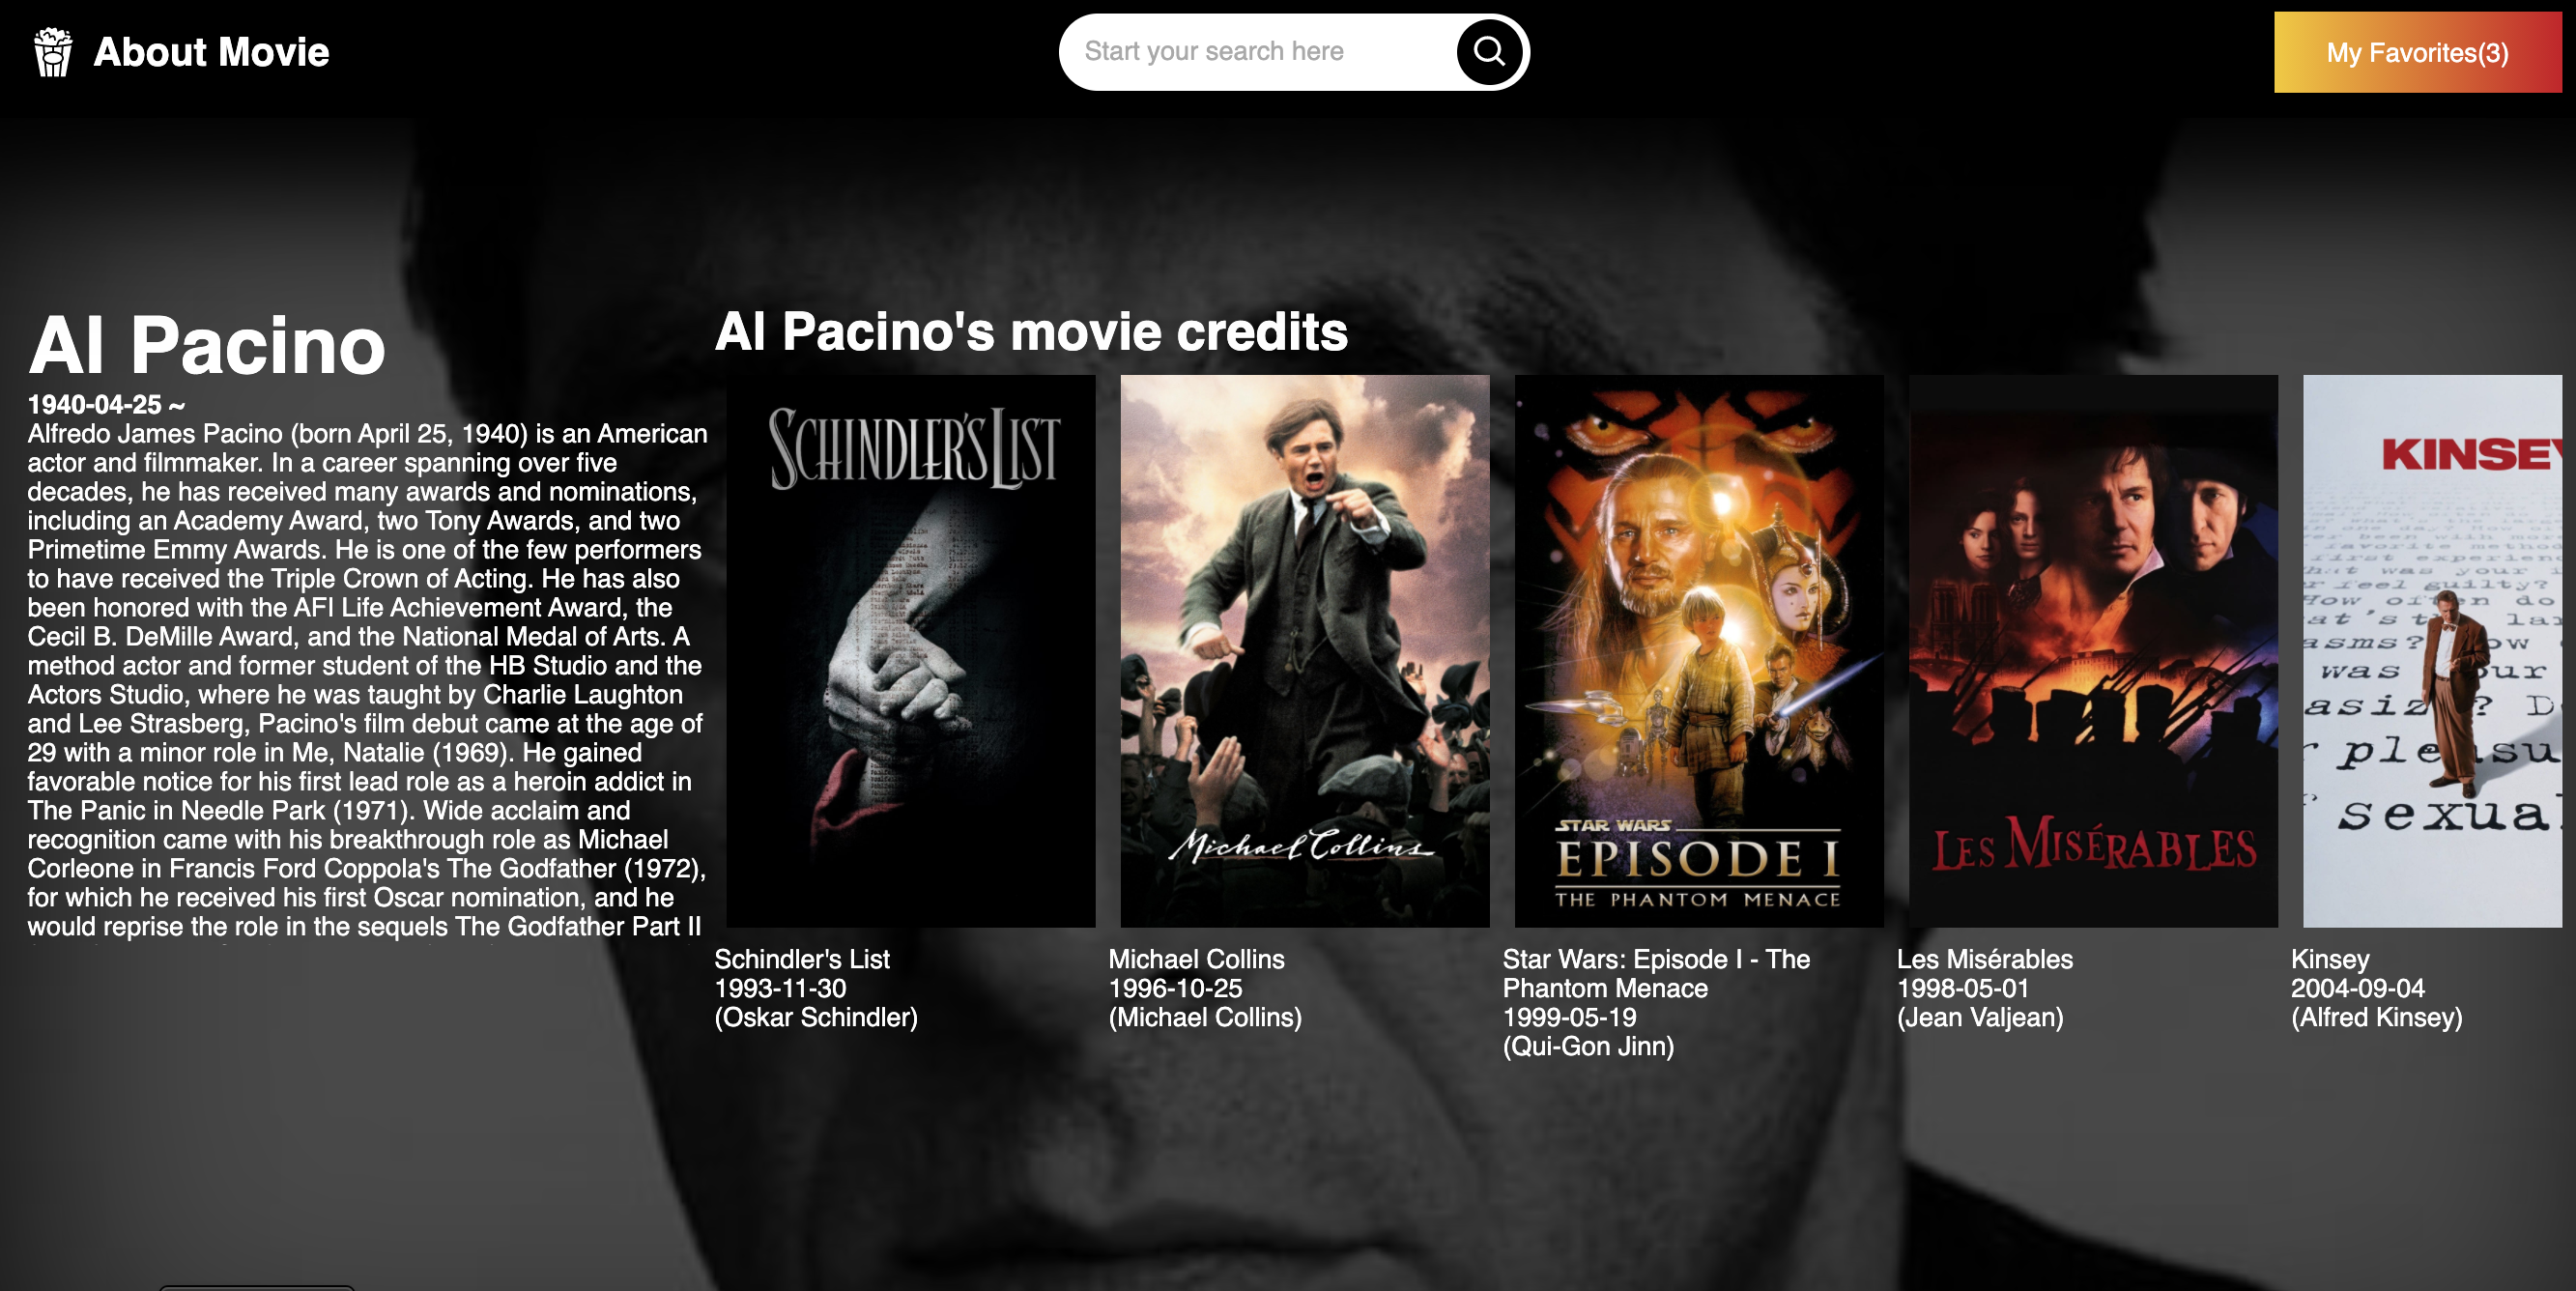 About Movie
Start your search here
My Favorites(3)
Al Pacino
1940-04-25 ~
Alfredo James Pacino (born April 25, 1940) is an American
actor and filmmaker. In a career spanning over five
decades, he has received many awards and nominations,
including an Academy Award, two Tony Awards, and two
Primetime Emmy Awards. He is one of the few performers
to have received the Triple Crown of Acting. He has also
been honored with the AFI Life Achievement Award, the
Cecil B. DeMille Award, and the National Medal of Arts. A
method actor and former student of the HB Studio and the
Actors Studio, where he was taught by Charlie Laughton
and Lee Strasberg, Pacino's film debut came at the age of
29 with a minor role in Me, Natalie (1969). He gained
favorable notice for his first lead role as a heroin addict in
The Panic in Needle Park (1971). Wide acclaim and
recognition came with his breakthrough role as Michael
Corleone in Francis Ford Coppola's The Godfather (1972),
for which he received his first Oscar nomination, and he
would reprise the role in the sequels The Godfather Part II
Al Pacino's movie credits
SCHINDLER'S LIST
Schindler's List
1993-11-30
(Oskar Schindler)
Michael Collins
Michael Collins
1996-10-25
(Michael Collins)
STAR WARS
EPISODE I
THE PHANTOM MENACE
Star Wars: Episode I - The
Phantom Menace
1999-05-19
(Qui-Gon Jinn)
LES MISÉRABLES
Les Misérables
1998-05-01
(Jean Valjean)
KINSEY
feel guilty?
How often do
was
sexual
Kinsey
2004-09-04
(Alfred Kinsey)